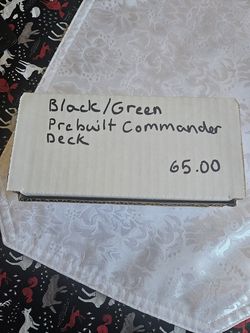 Black/Green
Prebuilt Commander
Deck
65.00